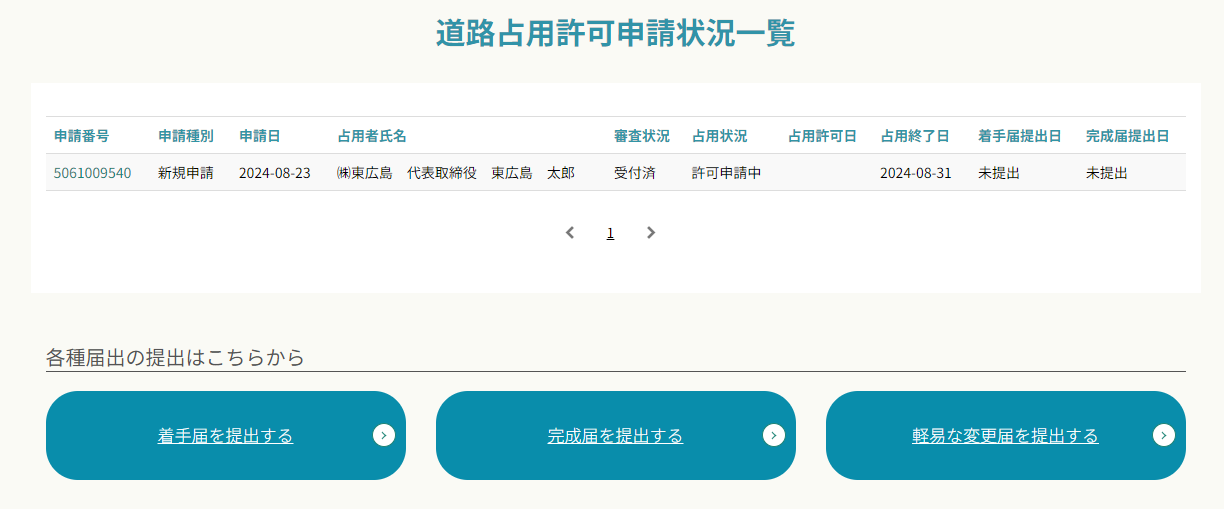 道路占用許可申請状況一覧
申請番号 申請種別 申請日 占用者氏名 審査状況 占用状況 占用許可日 占用終了日 着手届提出日 完成届提出日
5061009540 新規申請 2024-08-23 ㈱東広島　代表取締役　東広島　太郎 受付済 許可申請中 2024-08-31 未提出 未提出
1
各種届出の提出はこちらから
着手届を提出する 完成届を提出する 軽易な変更届を提出する